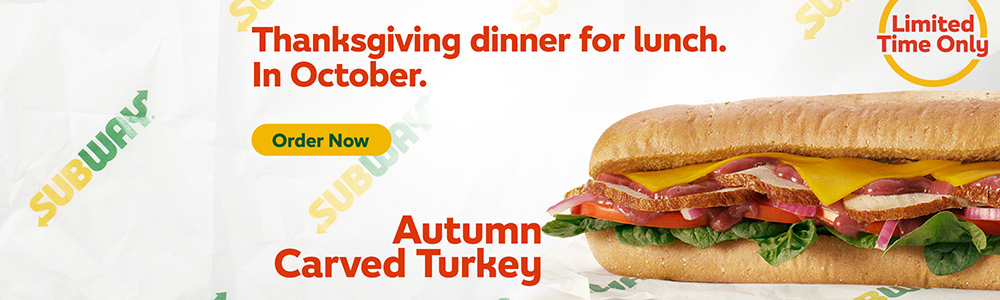 Thanksgiving dinner for lunch.
In October.
Limited
Time Only
Order Now
SUBWAY
SUBWAY
Autumn
Carved Turkey